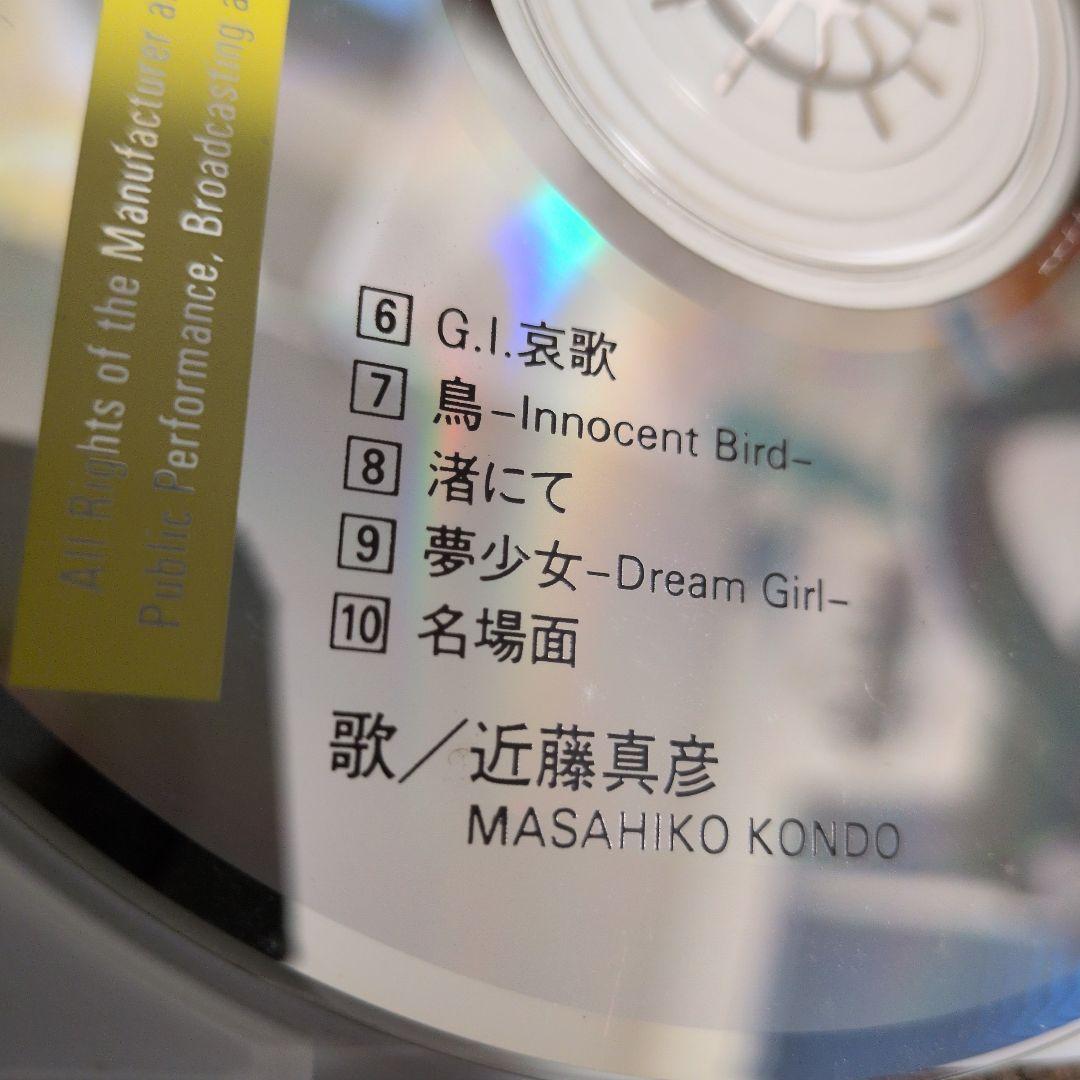 All Rights of the Manufacturer
Public Performance, Broadcasting
6 G.I.哀歌
7 鳥–Innocent Bird–
8 渚にて
9 夢少女–Dream Girl–
10 名場面
歌／近藤真彦
MASAHIKO KONDO